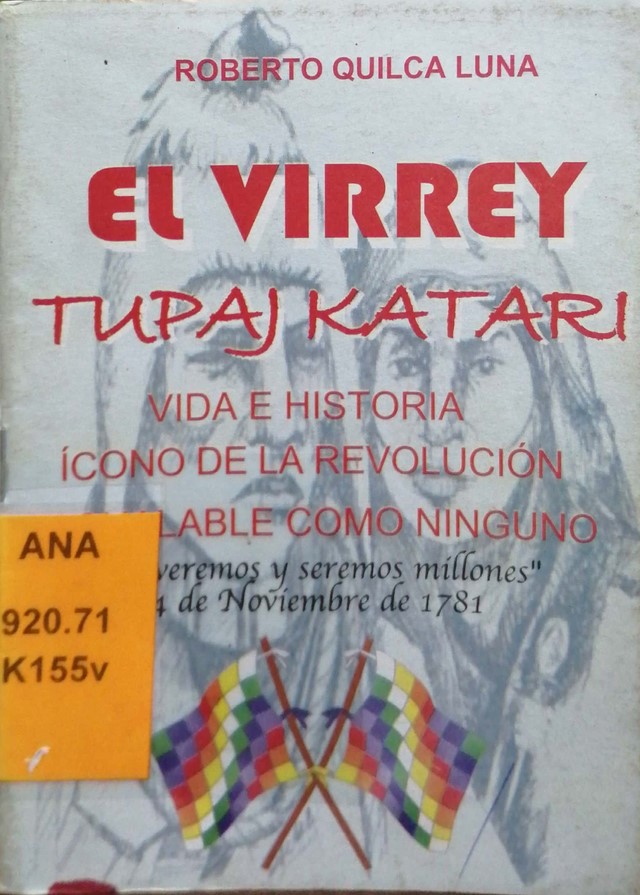 ROBERTO QUILCA LUNA
EL VIRREY
TUPAJ KATARI
VIDA E HISTORIA
ÍCONO DE LA REVOLUCIÓN
LABLE COMO NINGUNO
veremos y seremos millones"
4 de Noviembre de 1781
ANA
920.71
K155v